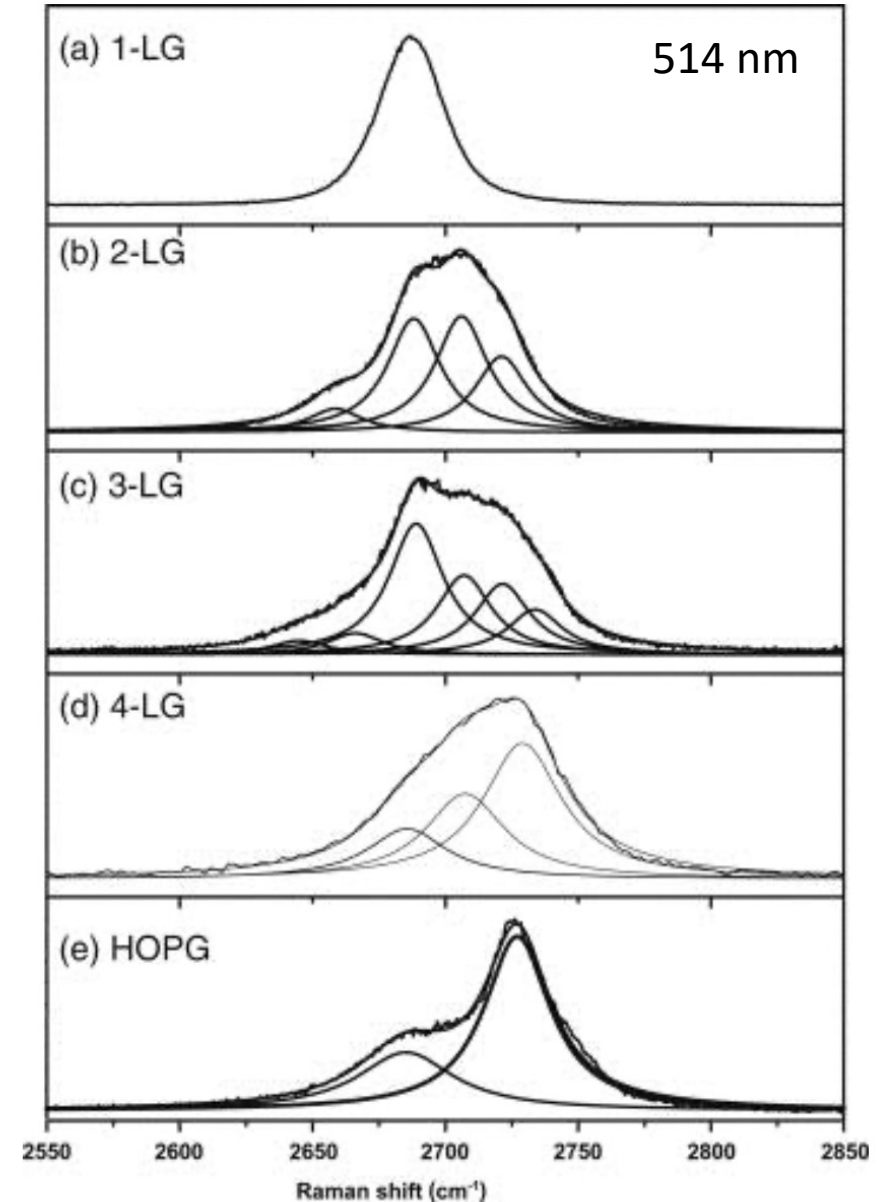 (a) 1-LG
514 nm
(b) 2-LG
(c) 3-LG
(d) 4-LG
(e) HOPG
2550 2600 2650 2700 2750 2800 2850
Raman shift (cm⁻¹)